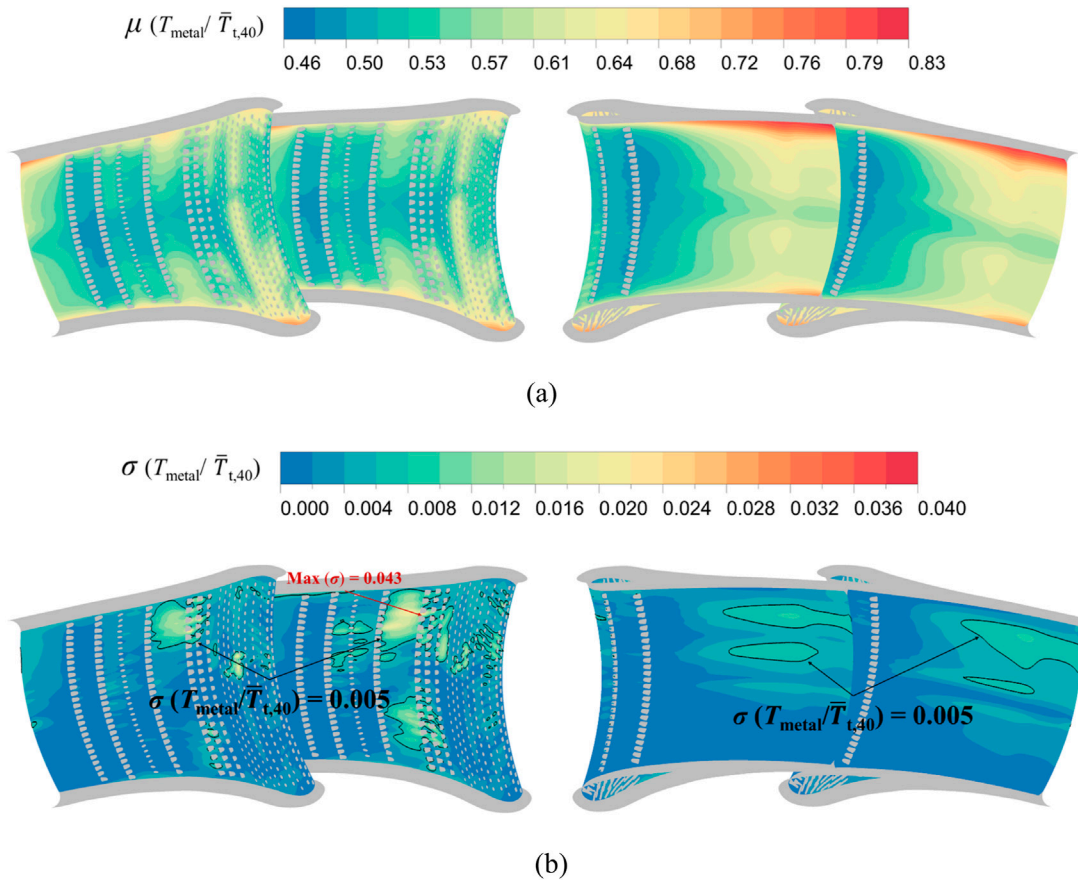 μ (Tmetal/ T̄t,40)
0.46 0.50 0.53 0.57 0.61 0.64 0.68 0.72 0.76 0.79 0.83
(a)
σ (Tmetal/ T̄t,40)
0.000 0.004 0.008 0.012 0.016 0.020 0.024 0.028 0.032 0.036 0.040
Max (σ) = 0.043
σ (Tmetal/T̄t,40) = 0.005
σ (Tmetal/T̄t,40) = 0.005
(b)